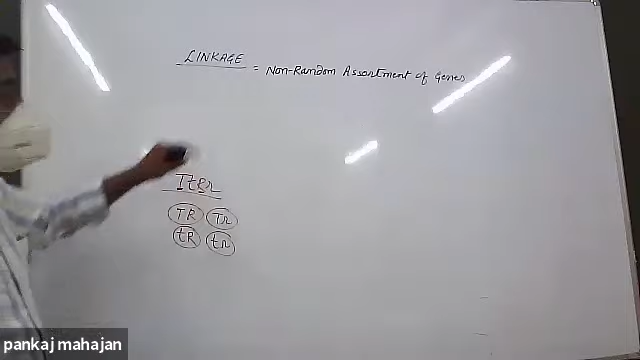 LINKAGE = Non-Random Assortment of Genes
TtRr
TR Tr
tR tr
pankaj mahajan